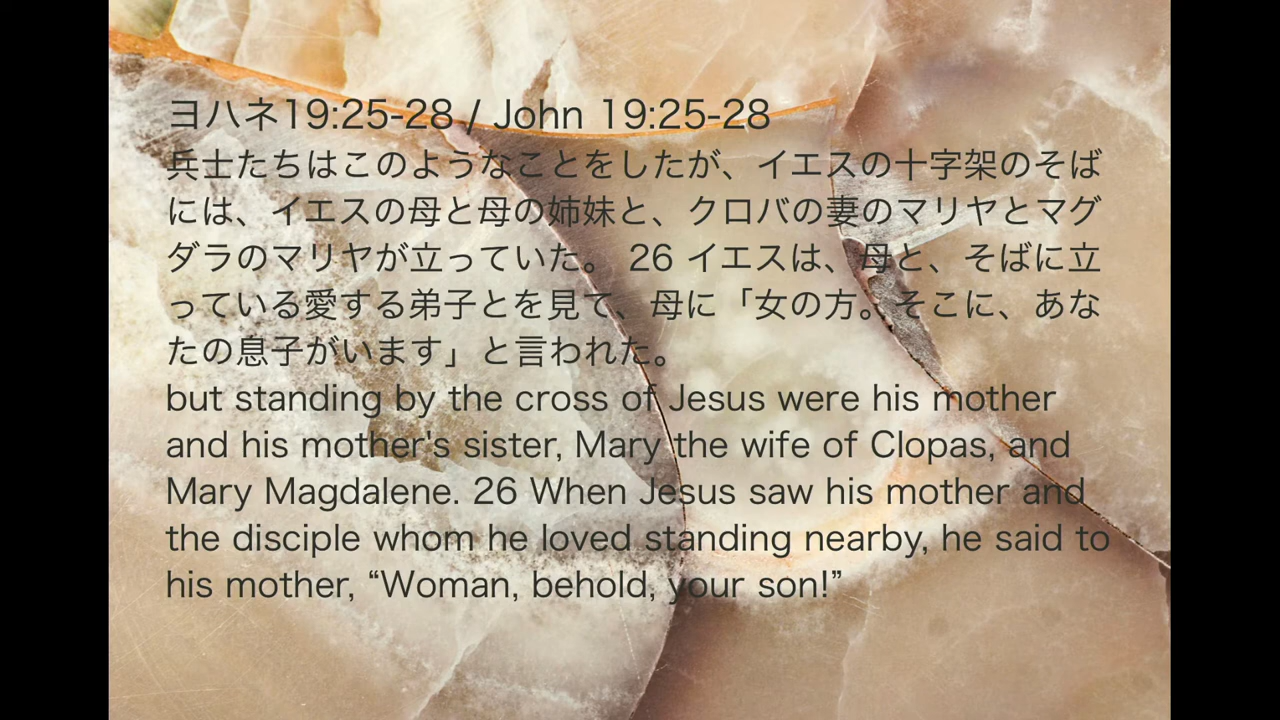 ヨハネ19:25-28 / John 19:25-28
兵士たちはこのようなことをしたが、イエスの十字架のそば
には、イエスの母と母の姉妹と、クロパの妻のマリヤとマグ
ダラのマリヤが立っていた。 26 イエスは、母と、そばに立
っている愛する弟子とを見て、母に「女の方。そこに、あな
たの息子がいます」と言われた。
but standing by the cross of Jesus were his mother
and his mother's sister, Mary the wife of Clopas, and
Mary Magdalene. 26 When Jesus saw his mother and
the disciple whom he loved standing nearby, he said to
his mother, “Woman, behold, your son!”